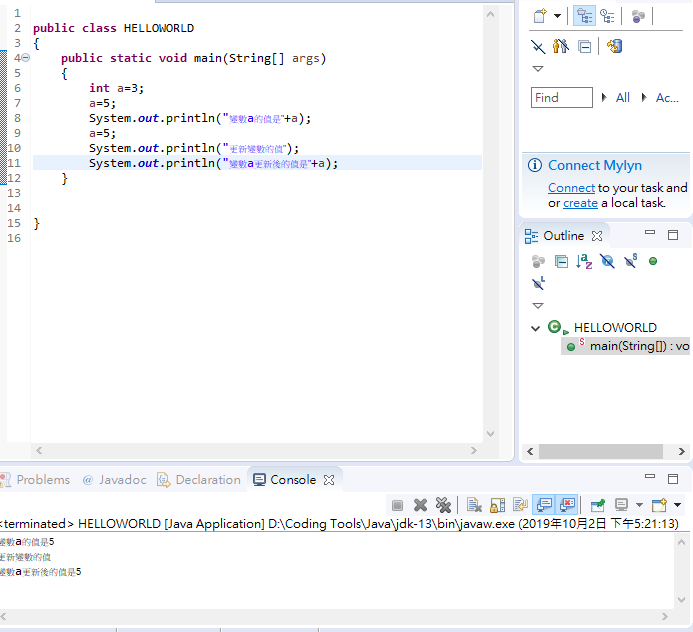 1
2 public class HELLOWORLD
3 {
4 public static void main(String[] args)
5 {
6 int a=3;
7 a=5;
8 System.out.println("變數a的值是"+a);
9 a=5;
10 System.out.println("更新變數的值");
11 System.out.println("變數a更新後的值是"+a);
12 }
13
14
15 }
16
Find
All
Ac...
Connect Mylyn
Connect to your task and
or create a local task.
Outline
HELLOWORLD
main(String[]) : vo
Problems @ Javadoc Declaration Console
<terminated> HELLOWORLD [Java Application] D:\Coding Tools\Java\jdk-13\bin\javaw.exe (2019年10月2日 下午5:21:13)
變數a的值是5
更新變數的值
變數a更新後的值是5